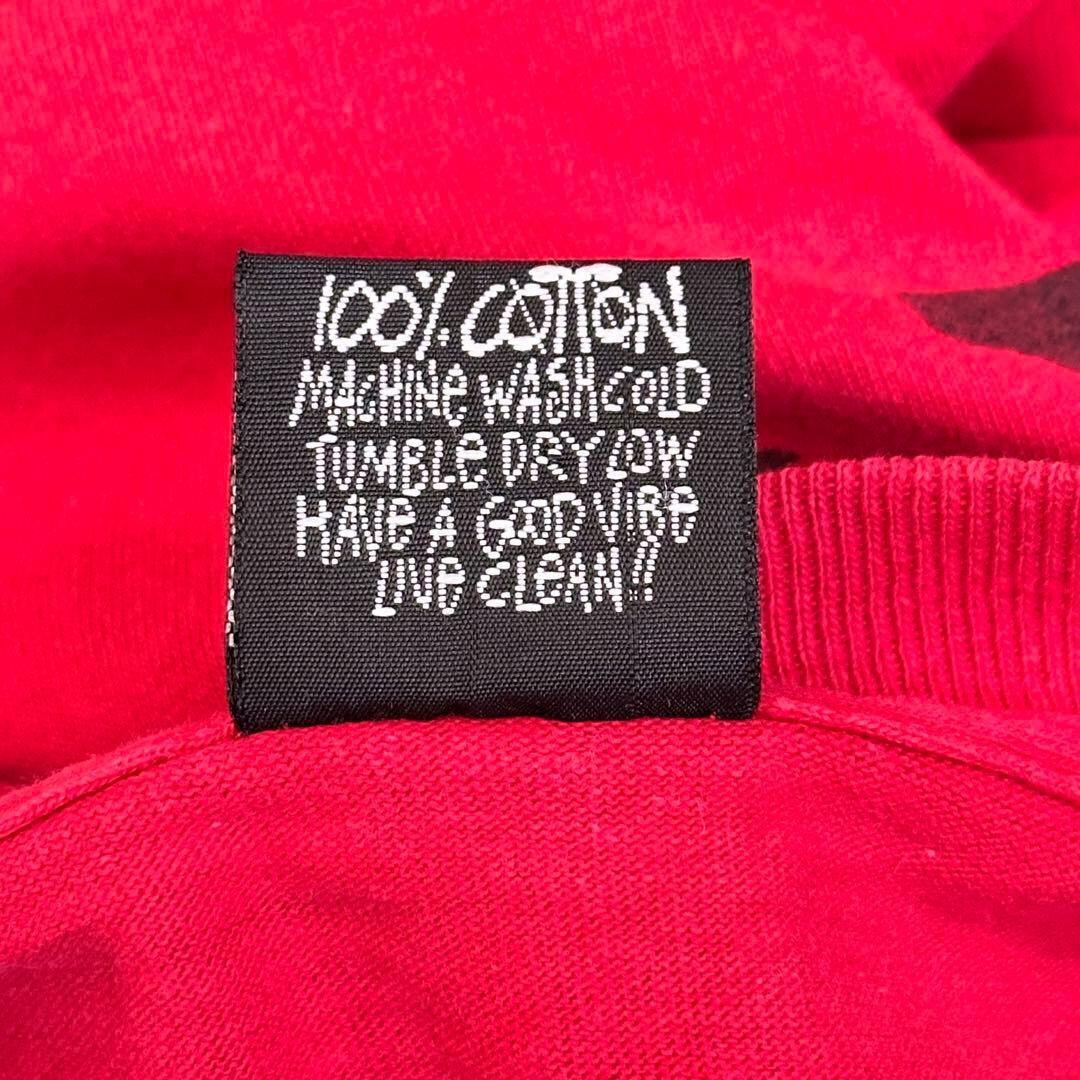 100% COTTON
MACHINE WASH COLD
TUMBLE DRY LOW
HAVE A GOOD VIBE
LIVE CLEAN!!